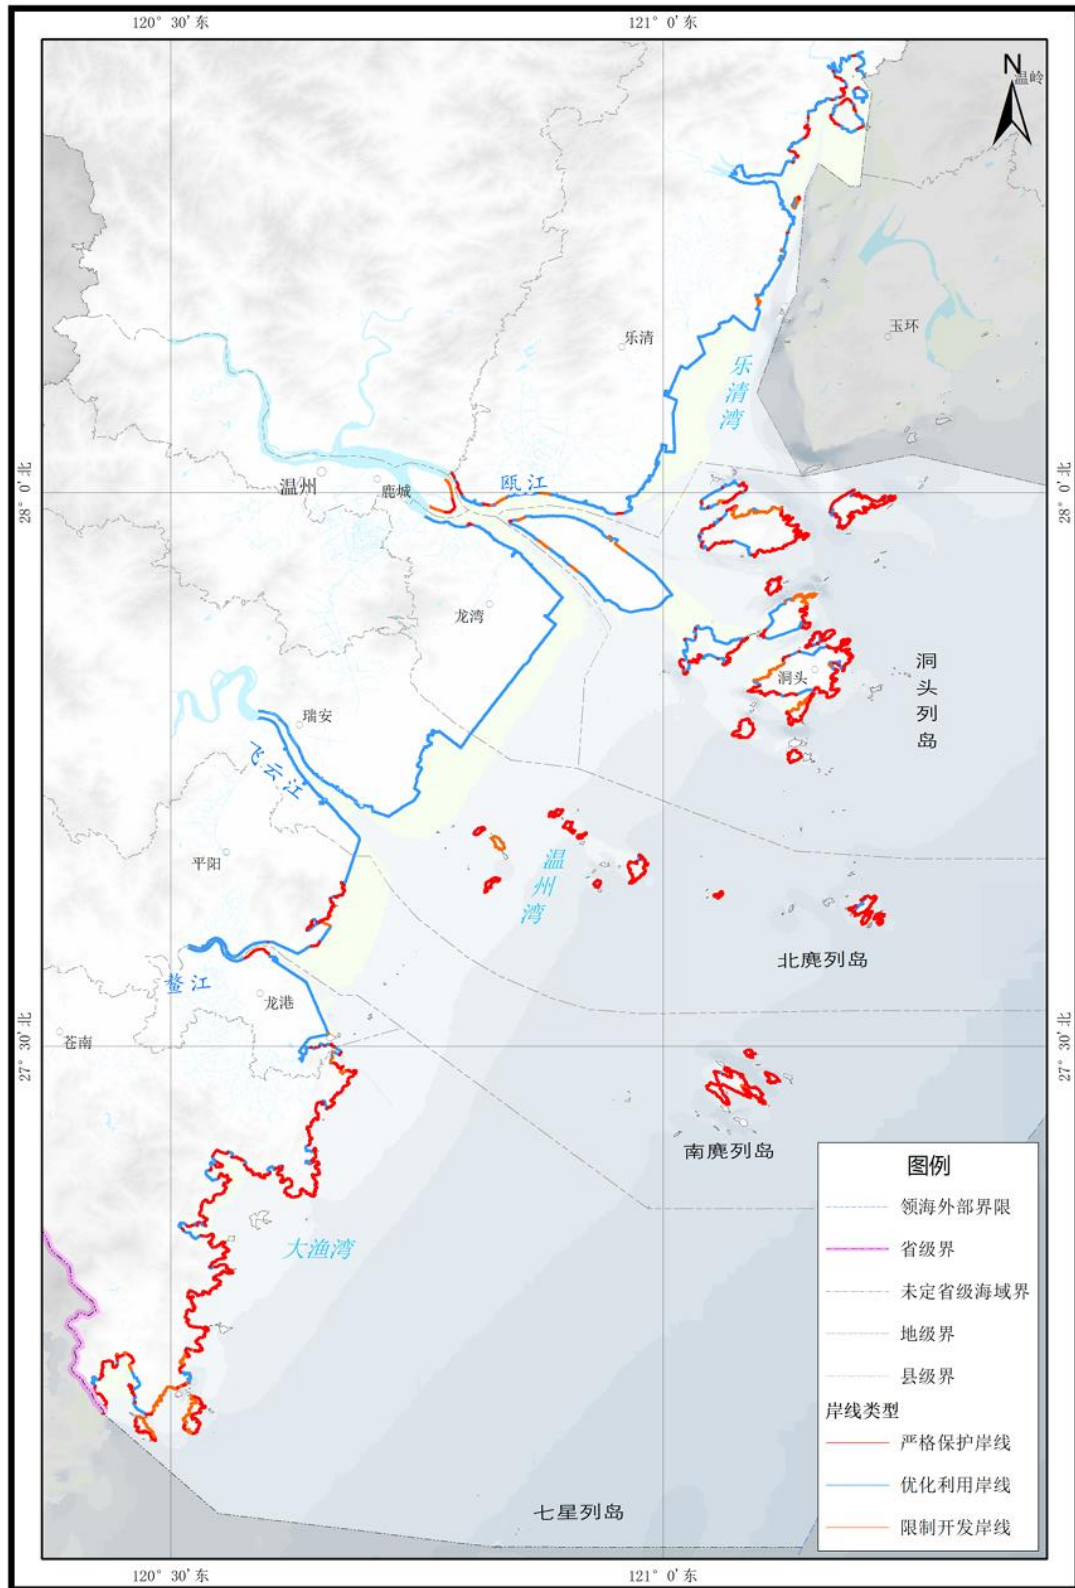 120° 30′ 东
121° 0′ 东
N
温岭
玉环
乐清
乐清湾
28° 0′ 北
28° 0′ 北
温州
鹿城
瓯江
龙湾
洞头
洞头列岛
瑞安
飞云江
平阳
温州湾
北麂列岛
鳌江
龙港
苍南
27° 30′ 北
27° 30′ 北
南麂列岛
大渔湾
七星列岛
图例
领海外部界限
省级界
未定省级海域界
地级界
县级界
岸线类型
严格保护岸线
优化利用岸线
限制开发岸线
120° 30′ 东
121° 0′ 东